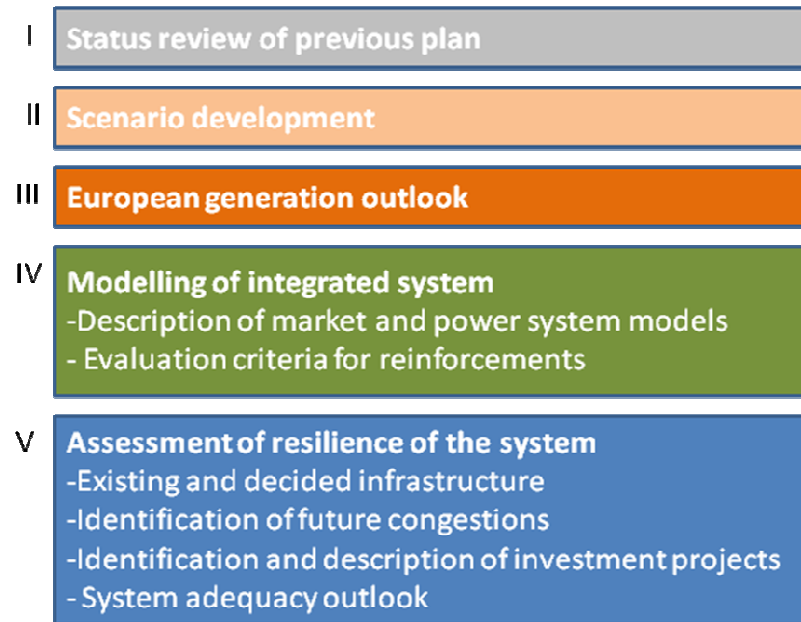 I Status review of previous plan
II Scenario development
III European generation outlook
IV Modelling of integrated system
-Description of market and power system models
- Evaluation criteria for reinforcements
V Assessment of resilience of the system
-Existing and decided infrastructure
-Identification of future congestions
-Identification and description of investment projects
- System adequacy outlook